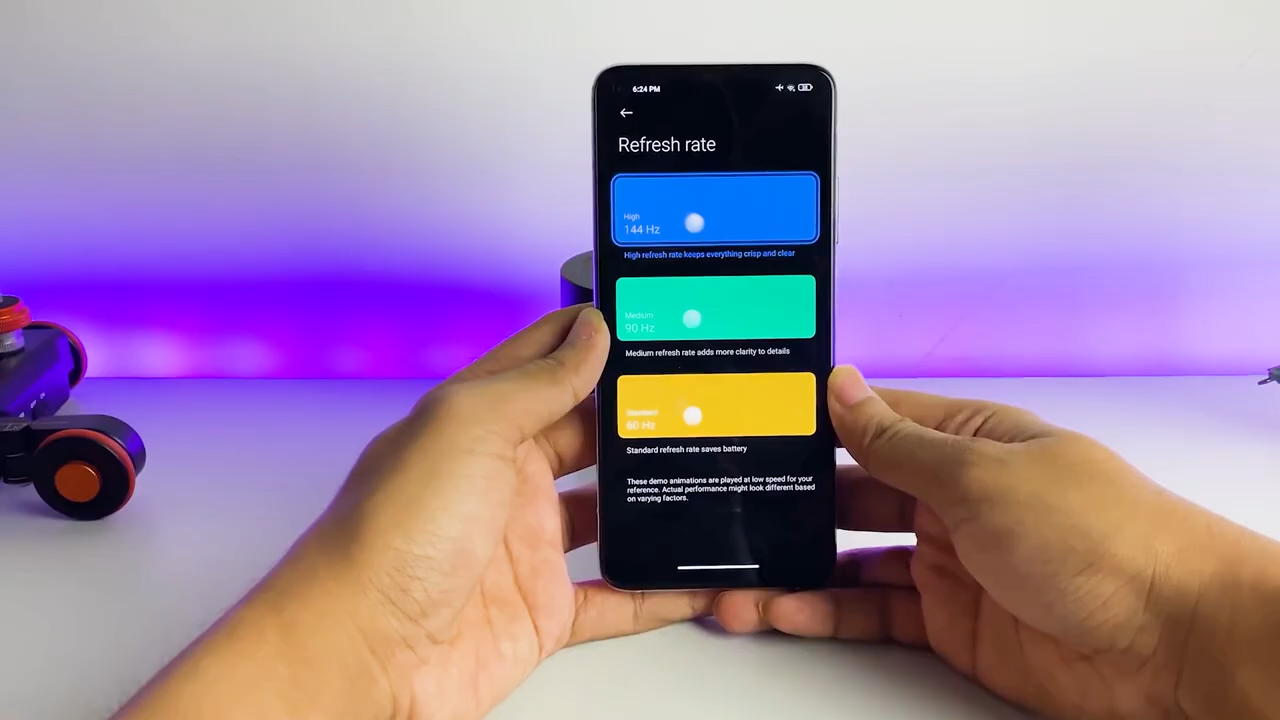 6:24 PM
Refresh rate
High
144 Hz
High refresh rate keeps everything crisp and clear
Medium
90 Hz
Medium refresh rate adds more clarity to details
Standard
60 Hz
Standard refresh rate saves battery
These demo animations are played at low speed for your
reference. Actual performance might look different based
on varying factors.